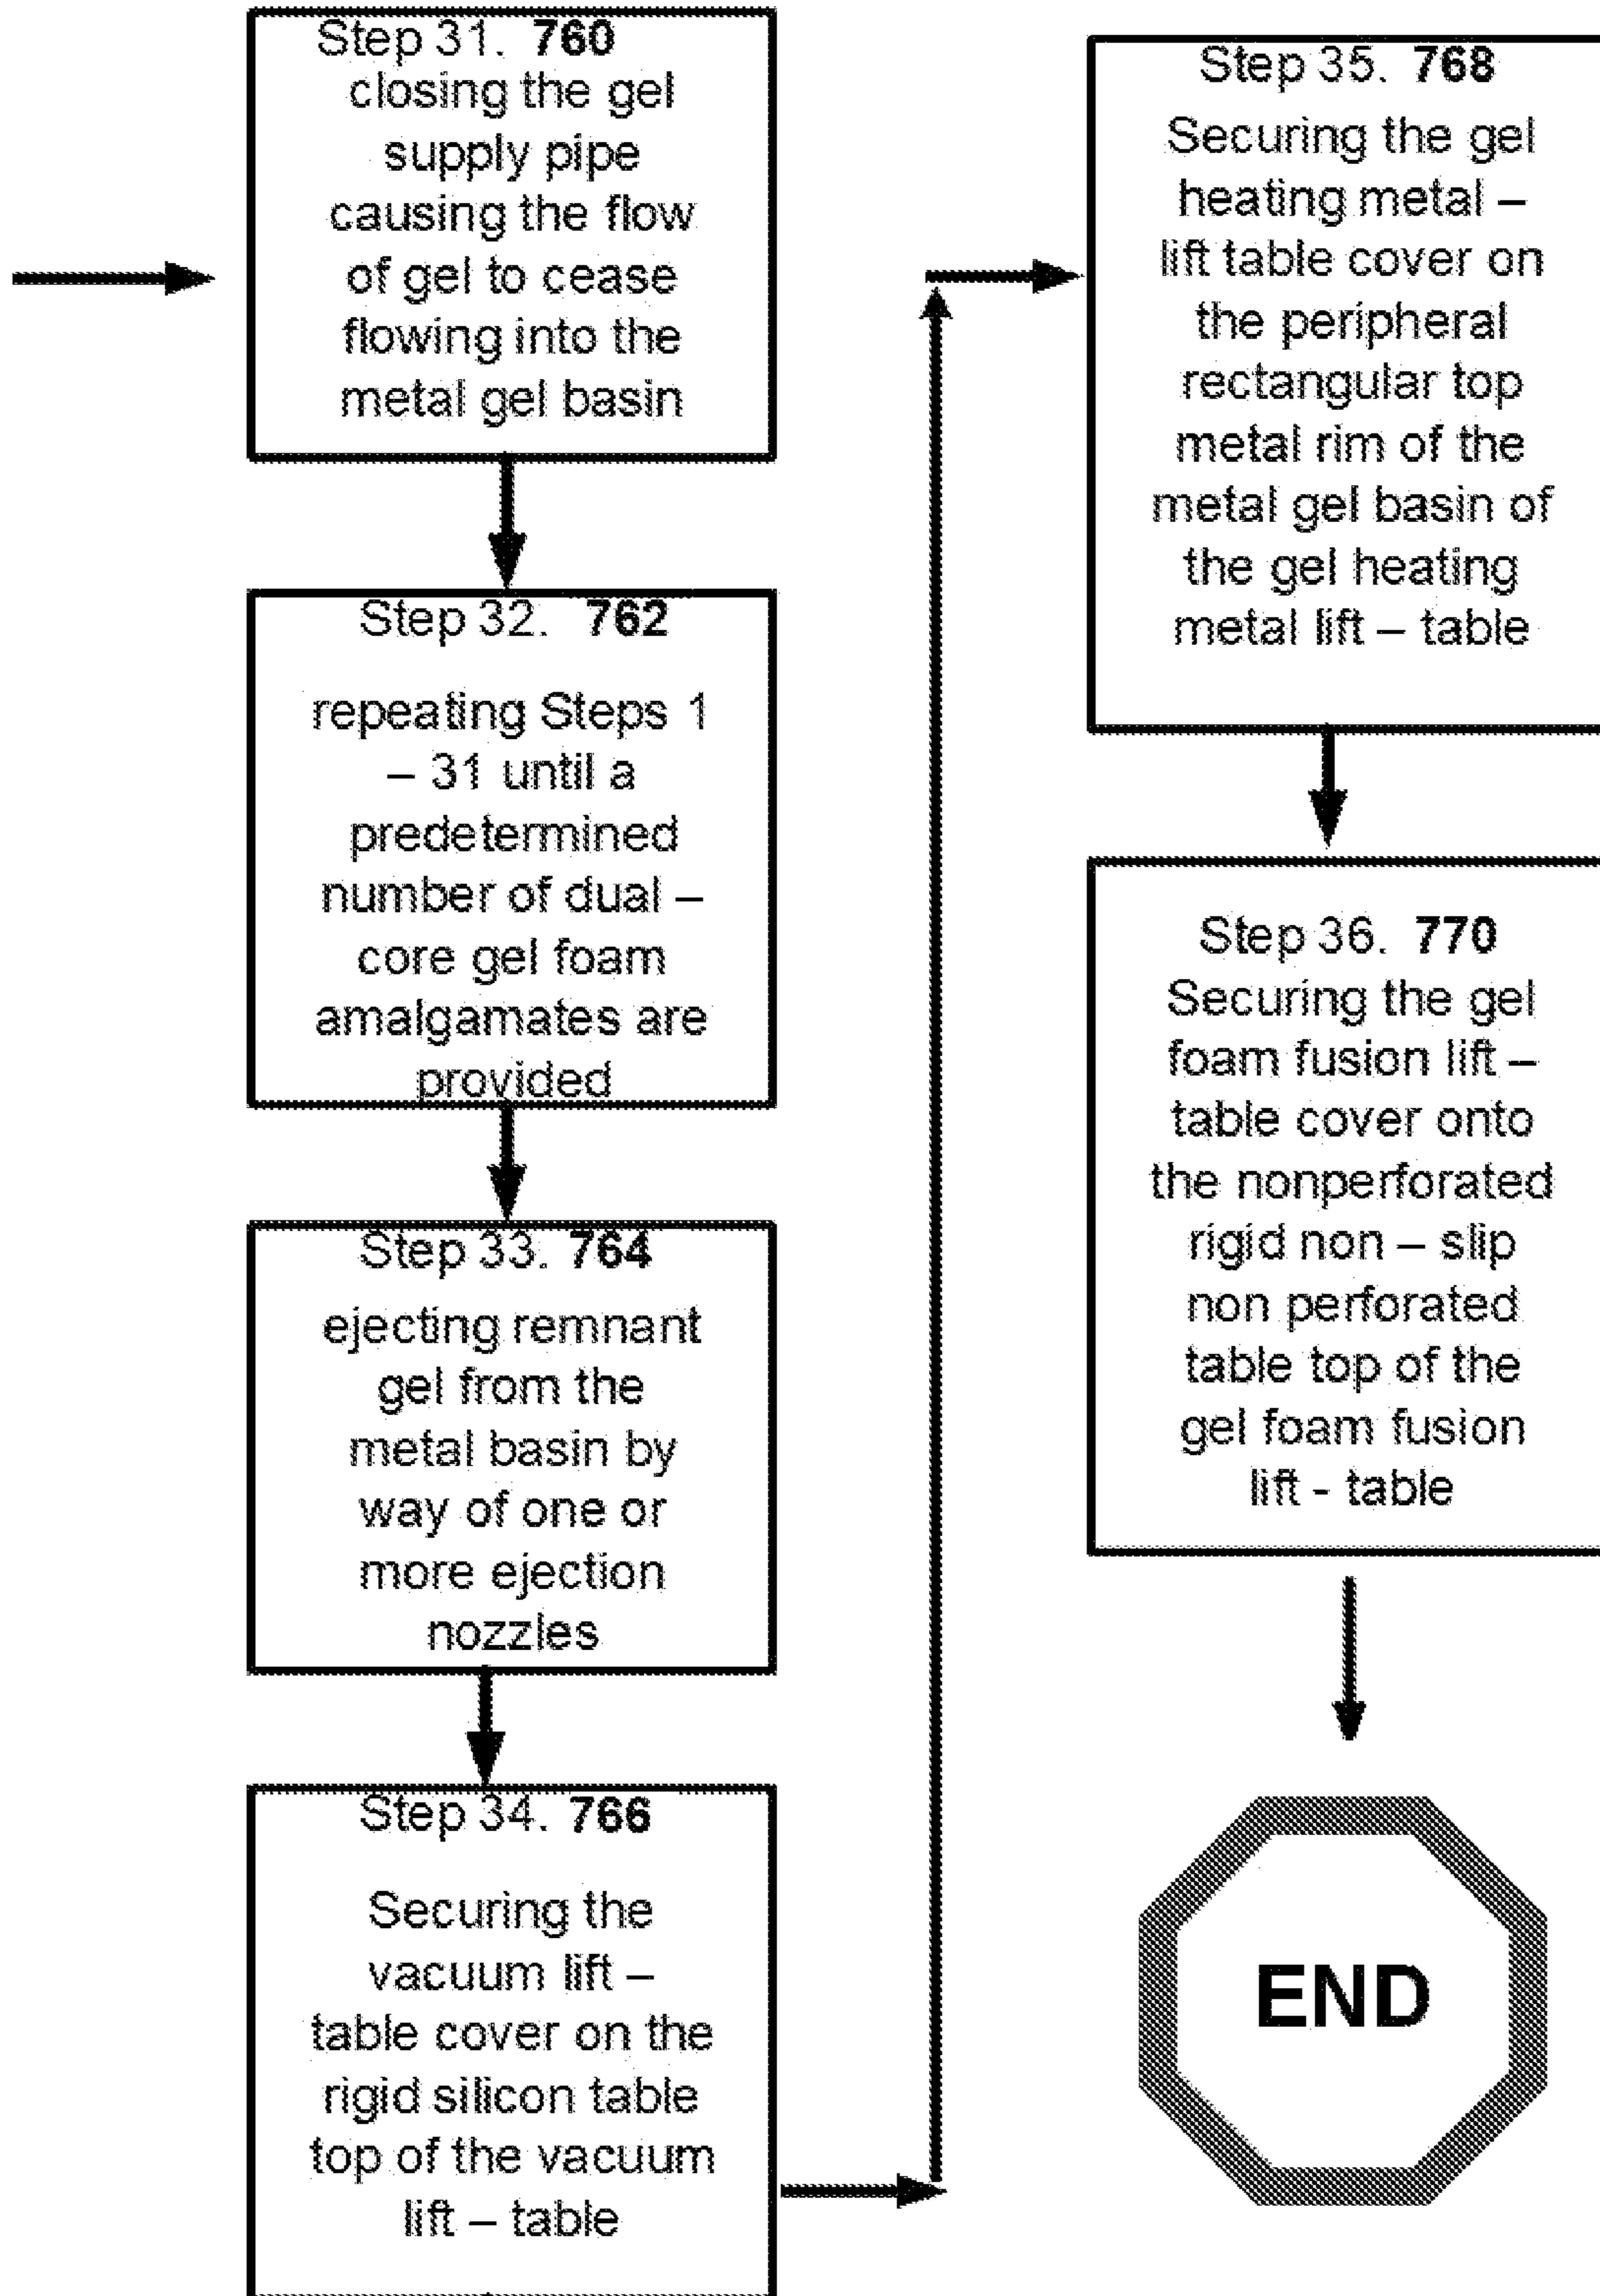 Step 31. 760
closing the gel
supply pipe
causing the flow
of gel to cease
flowing into the
metal gel basin
Step 32. 762
repeating Steps 1
– 31 until a
predetermined
number of dual –
core gel foam
amalgamates are
provided
Step 33. 764
ejecting remnant
gel from the
metal basin by
way of one or
more ejection
nozzles
Step 34. 766
Securing the
vacuum lift –
table cover on the
rigid silicon table
top of the vacuum
lift – table
Step 35. 768
Securing the gel
heating metal –
lift table cover on
the peripheral
rectangular top
metal rim of the
metal gel basin of
the gel heating
metal lift – table
Step 36. 770
Securing the gel
foam fusion lift –
table cover onto
the nonperforated
rigid non – slip
non perforated
table top of the
gel foam fusion
lift - table
END